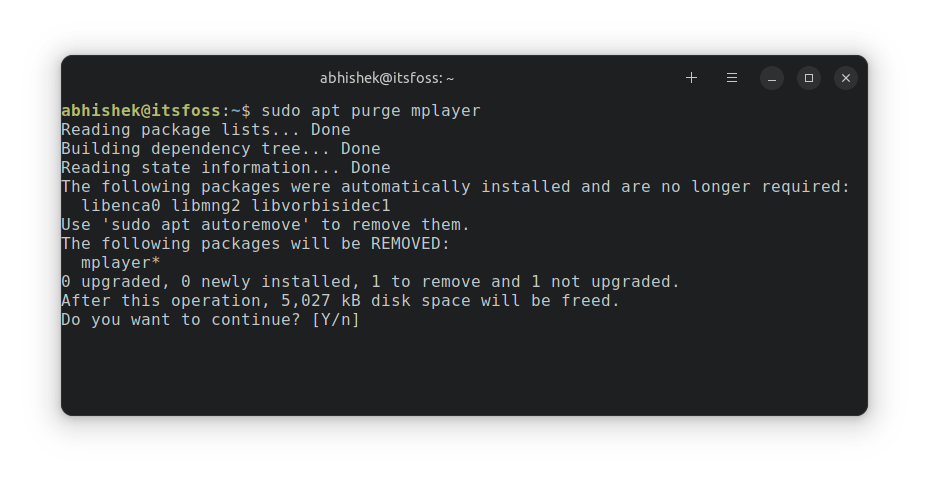 abhishek@itsfoss: ~
abhishek@itsfoss:~$ sudo apt purge mplayer
Reading package lists... Done
Building dependency tree... Done
Reading state information... Done
The following packages were automatically installed and are no longer required:
  libenca0 libmng2 libvorbisidec1
Use 'sudo apt autoremove' to remove them.
The following packages will be REMOVED:
  mplayer*
0 upgraded, 0 newly installed, 1 to remove and 1 not upgraded.
After this operation, 5,027 kB disk space will be freed.
Do you want to continue? [Y/n]